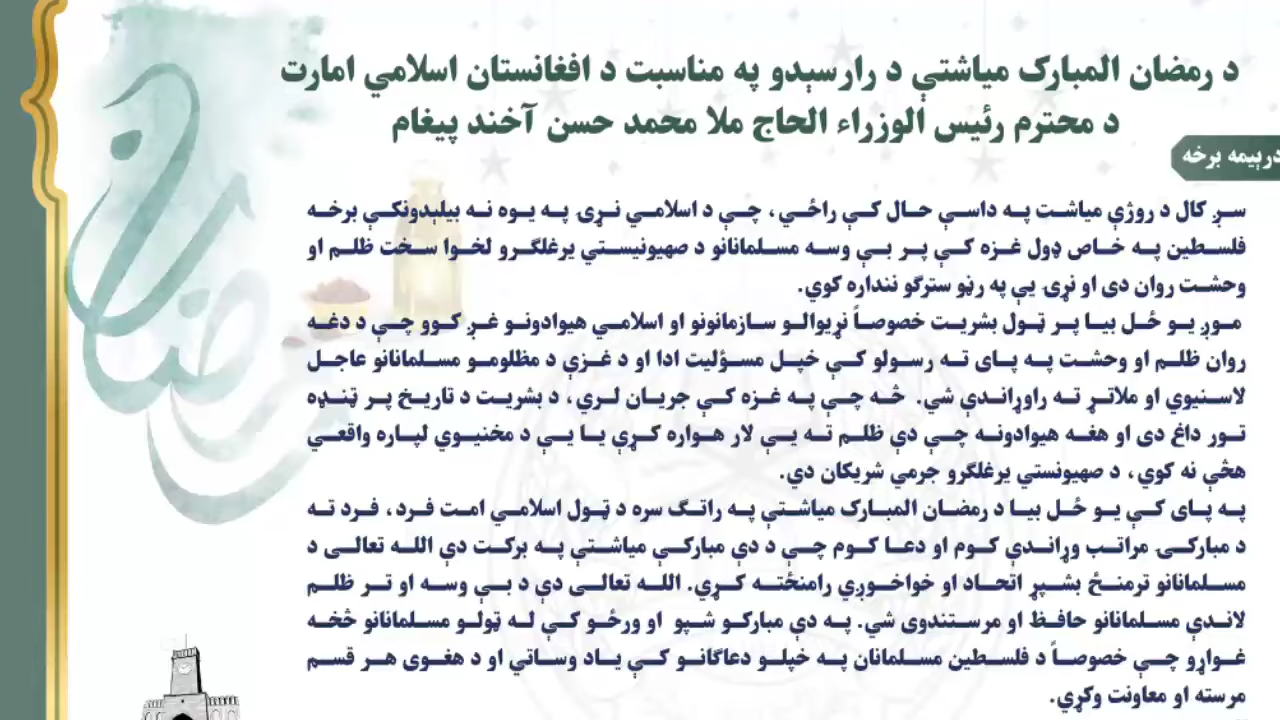 د رمضان المبارک میاشتې د رارسېدو په مناسبت د افغانستان اسلامي امارت
د محترم رئیس الوزراء الحاج ملا محمد حسن آخند پیغام
درېیمه برخه
سږ کال د روژې میاشت په داسې حال کې راځي، چې د اسلامي نړۍ په یوه نه بېلېدونکې برخه
فلسطین په خاص ډول غزه کې پر بې وسه مسلمانانو د صهیونیستي یرغلګرو لخوا سخت ظلم او
وحشت روان دی او نړۍ یې په رڼو سترګو ننداره کوي.
موږ یو ځل بیا پر ټول بشریت خصوصاً نړیوالو سازمانونو او اسلامي هیوادونو غږ کوو چې د دغه
روان ظلم او وحشت په پای ته رسولو کې خپل مسؤلیت ادا او د غزې د مظلومو مسلمانانو عاجل
لاسنیوي او ملاتړ ته راوړاندې شي. څه چې په غزه کې جریان لري، د بشریت د تاریخ پر ټنډه
تور داغ دی او هغه هیوادونه چې دې ظلم ته یې لار هواره کړې یا یې د مخنیوي لپاره واقعي
هڅې نه کوي، د صهیونستي یرغلګرو جرمي شریکان دي.
په پای کې یو ځل بیا د رمضان المبارک میاشتې په راتګ سره د ټول اسلامي امت فرد، فرد ته
د مبارکۍ مراتب وړاندې کوم او دعا کوم چې د دې مبارکې میاشتې په برکت دې الله تعالی د
مسلمانانو ترمنځ بشپړ اتحاد او خواخوږي رامنځته کړي. الله تعالی دې د بې وسه او تر ظلم
لاندې مسلمانانو حافظ او مرستندوی شي. په دې مبارکو شپو او ورځو کې له ټولو مسلمانانو څخه
غواړو چې خصوصاً د فلسطین مسلمانان په خپلو دعاګانو کې یاد وساتي او د هغوی هر قسم
مرسته او معاونت وکړي.
رمضان